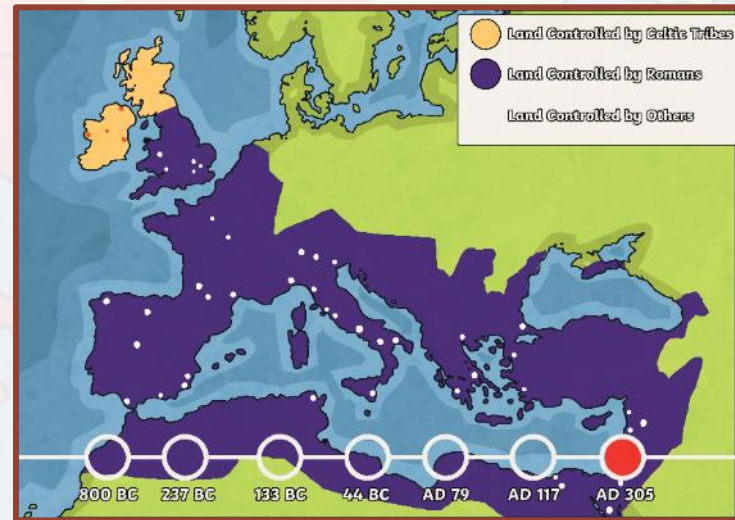 Land Controlled by Celtic Tribes
Land Controlled by Romans
Land Controlled by Others
800 BC 237 BC 133 BC 44 BC AD 79 AD 117 AD 305